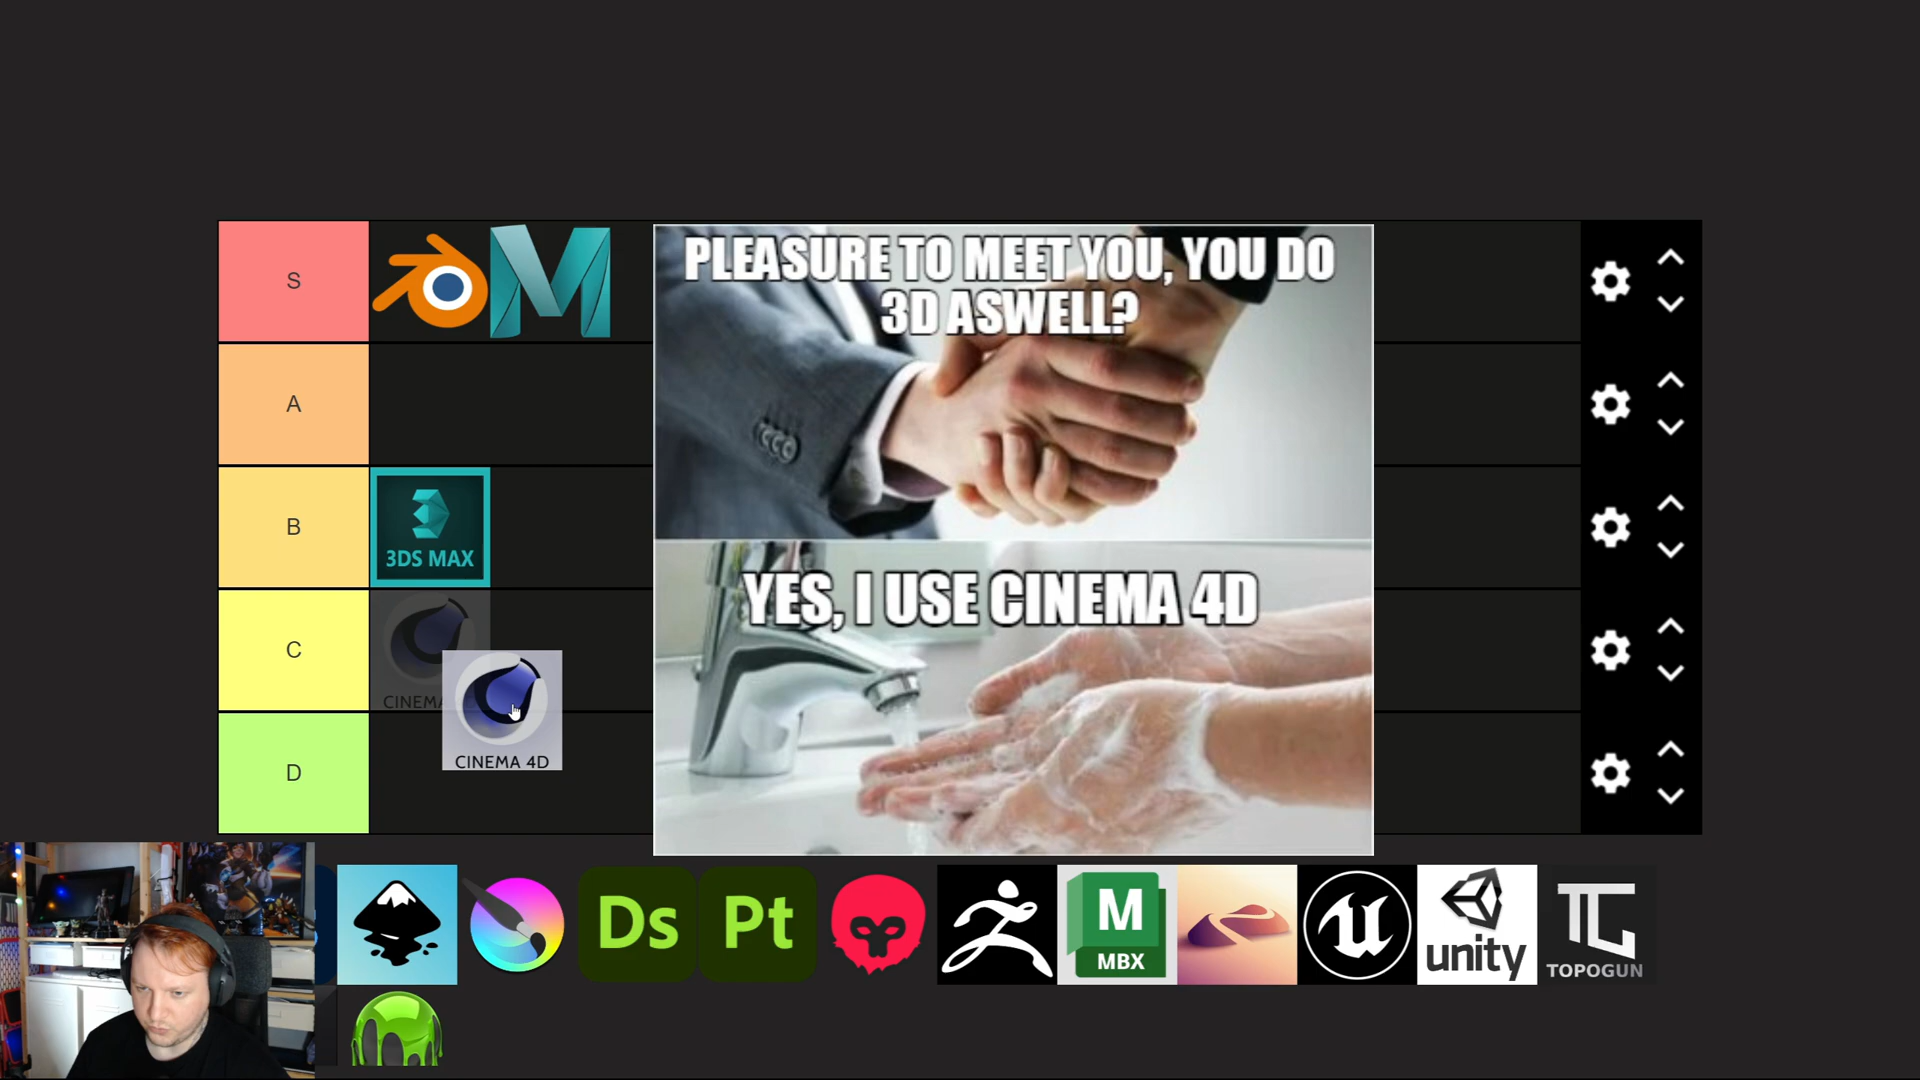 S
PLEASURE TO MEET YOU, YOU DO
3D ASWELL?
A
B
3DS MAX
YES, I USE CINEMA 4D
C
CINEMA
CINEMA 4D
D
Ds
Pt
M
MBX
unity
TOPOGUN